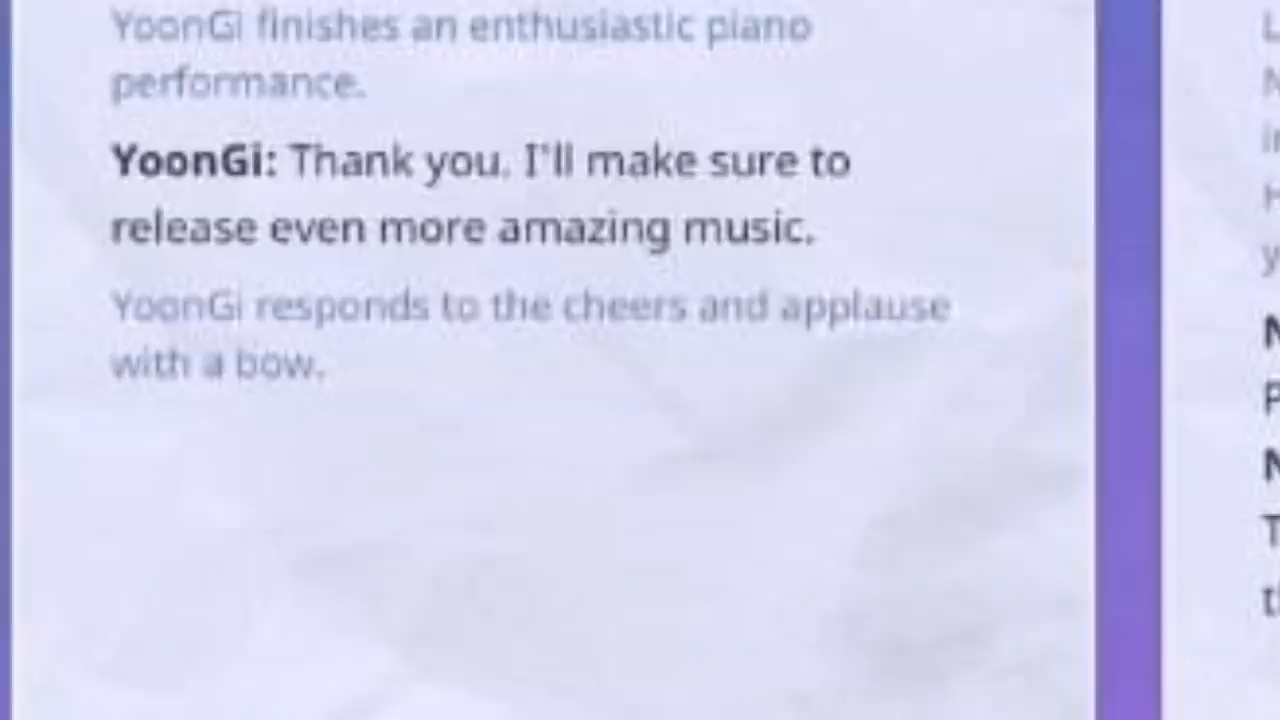 YoonGi finishes an enthusiastic piano
performance.
YoonGi: Thank you. I'll make sure to
release even more amazing music.
YoonGi responds to the cheers and applause
with a bow.